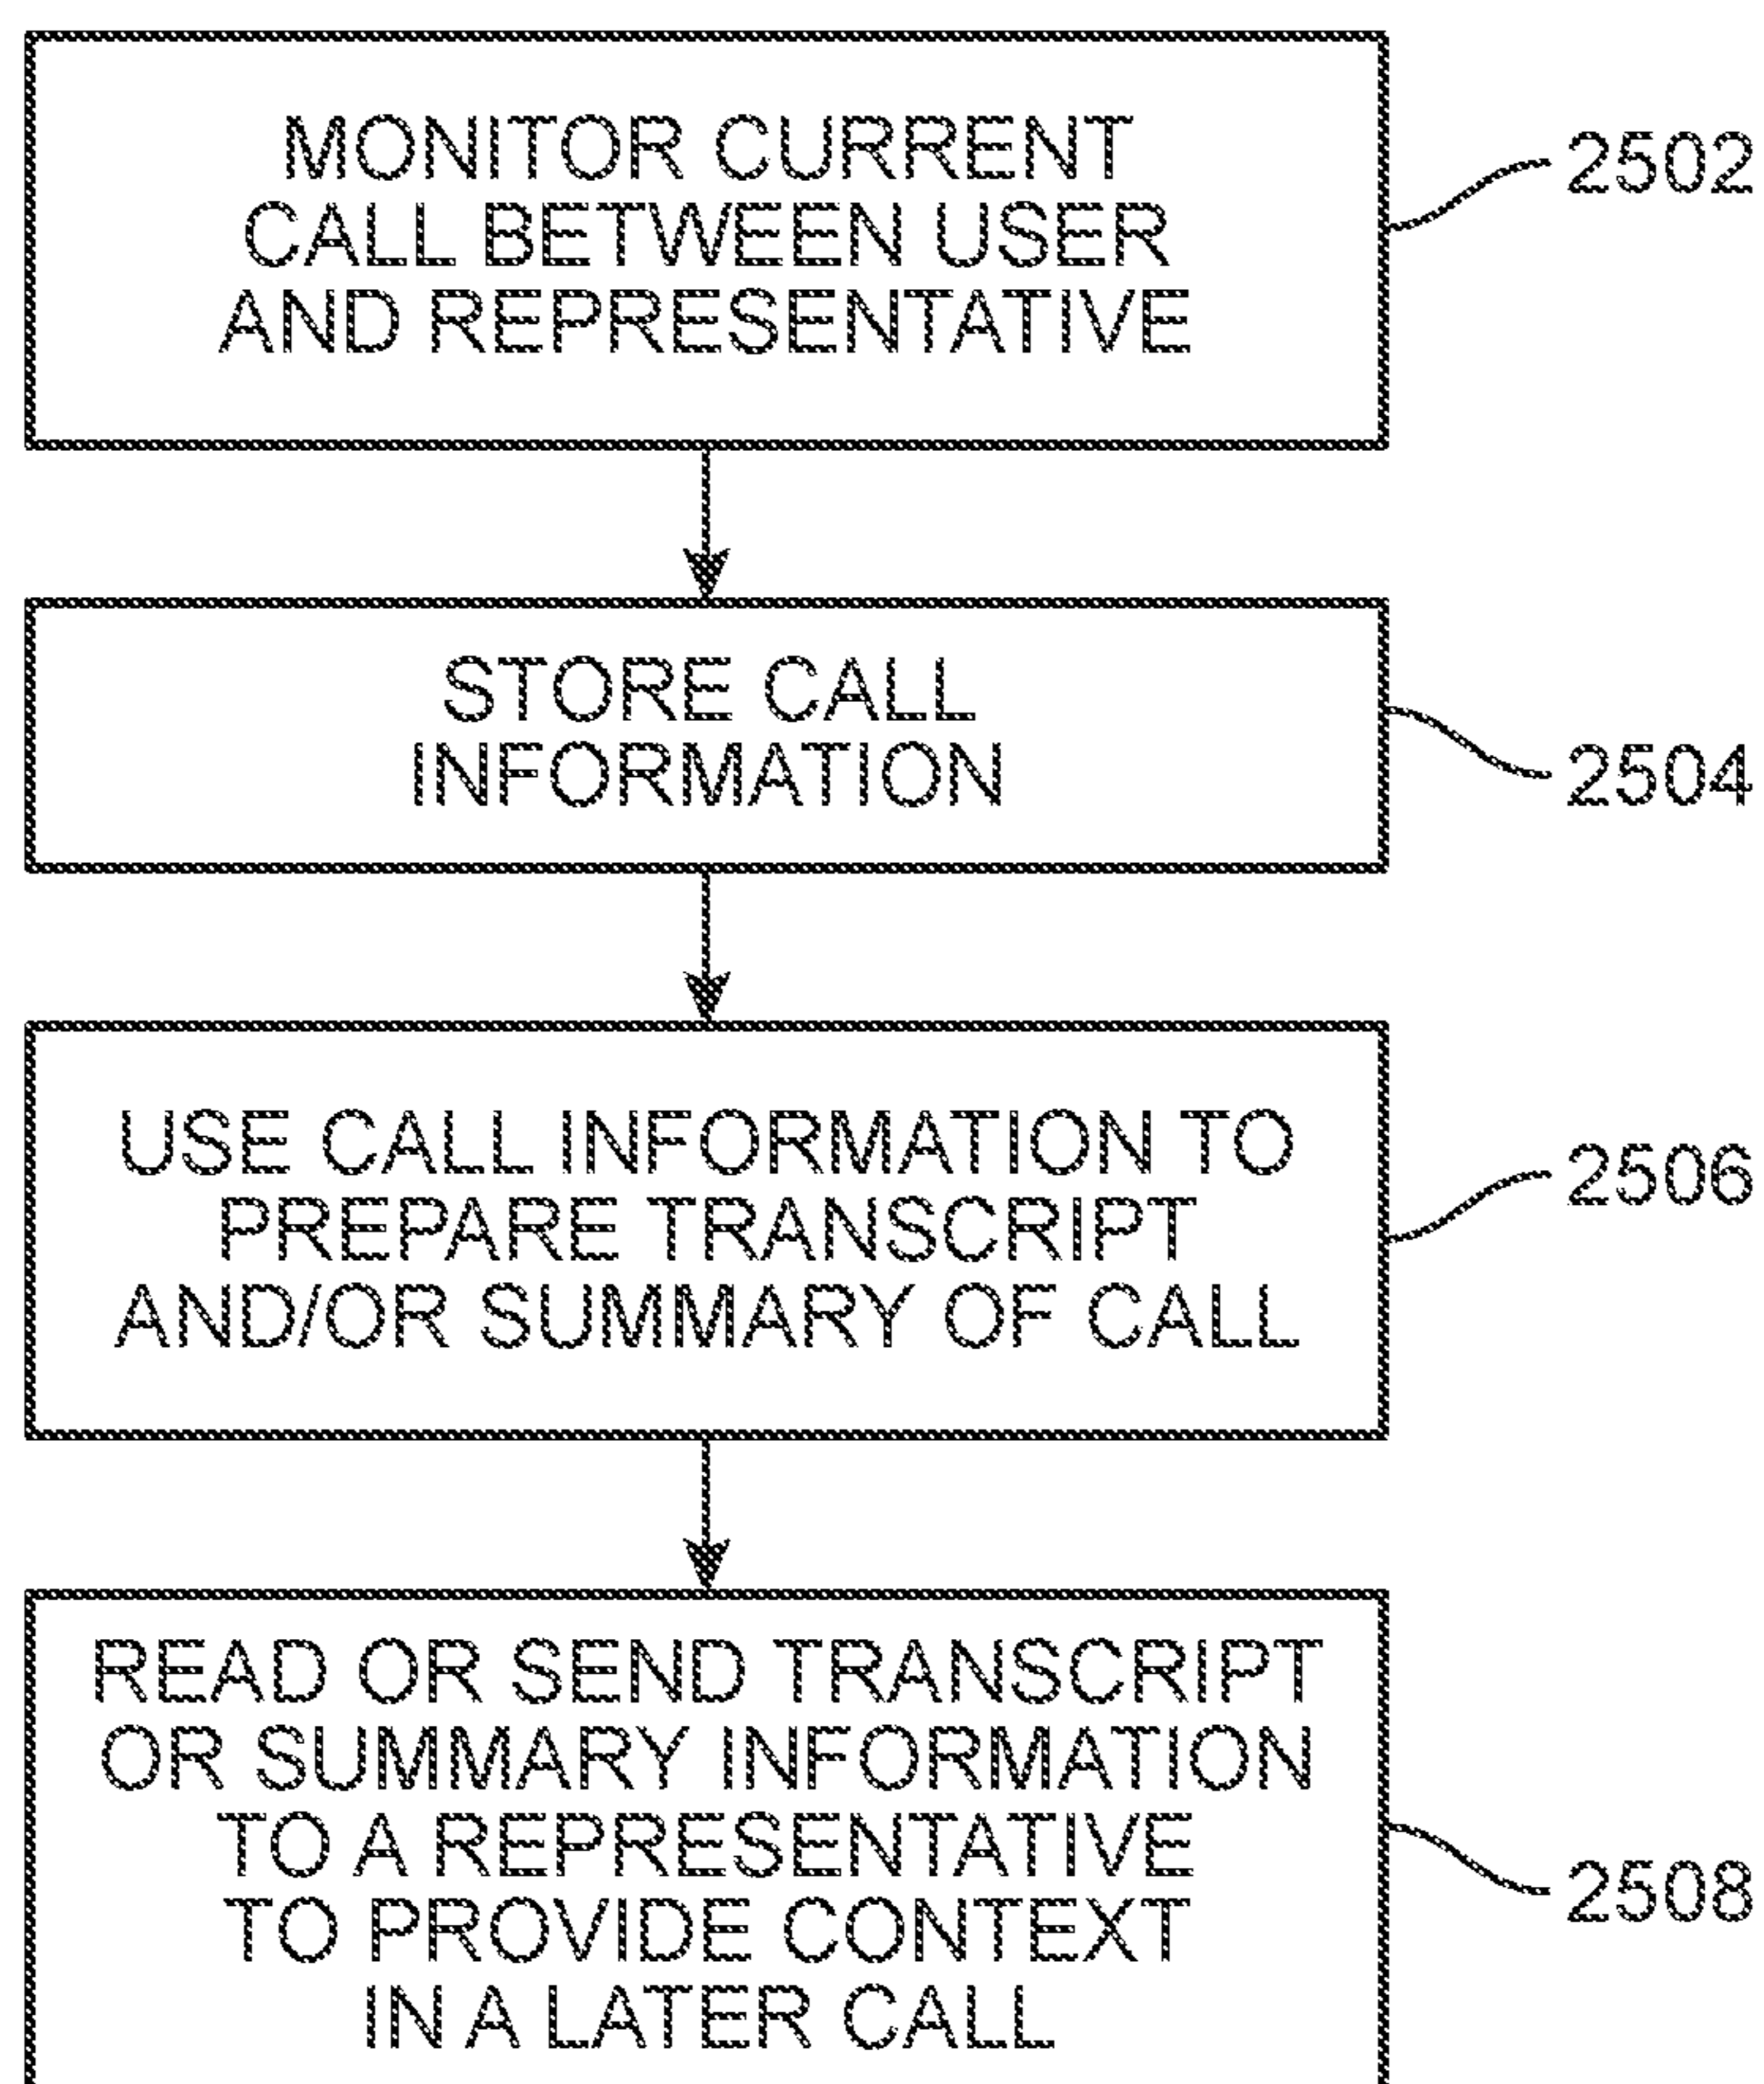 MONITOR CURRENT
CALL BETWEEN USER
AND REPRESENTATIVE
2502
STORE CALL
INFORMATION
2504
USE CALL INFORMATION TO
PREPARE TRANSCRIPT
AND/OR SUMMARY OF CALL
2506
READ OR SEND TRANSCRIPT
OR SUMMARY INFORMATION
TO A REPRESENTATIVE
TO PROVIDE CONTEXT
IN A LATER CALL
2508